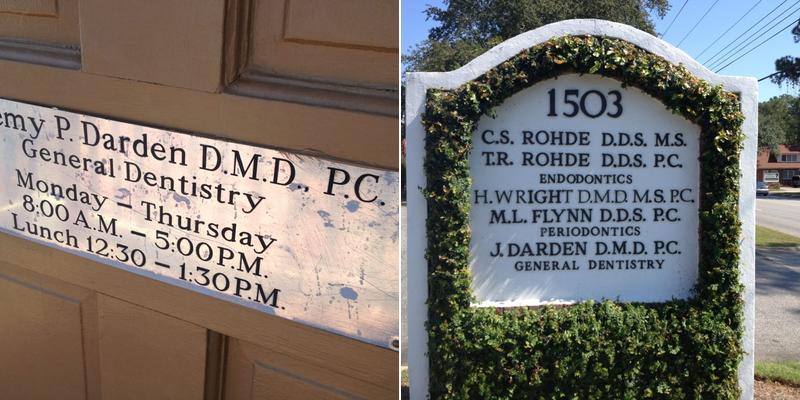 emy P. Darden D.M.D., P.C.
General Dentistry
Monday – Thursday
8:00 A.M. – 5:00 P.M.
Lunch 12:30 – 1:30 P.M.
1503
C.S. ROHDE D.D.S. M.S.
T.R. ROHDE D.D.S. P.C.
ENDODONTICS
H. WRIGHT D.M.D. M.S. P.C.
M.L. FLYNN D.D.S. P.C.
PERIODONTICS
J. DARDEN D.M.D. P.C.
GENERAL DENTISTRY